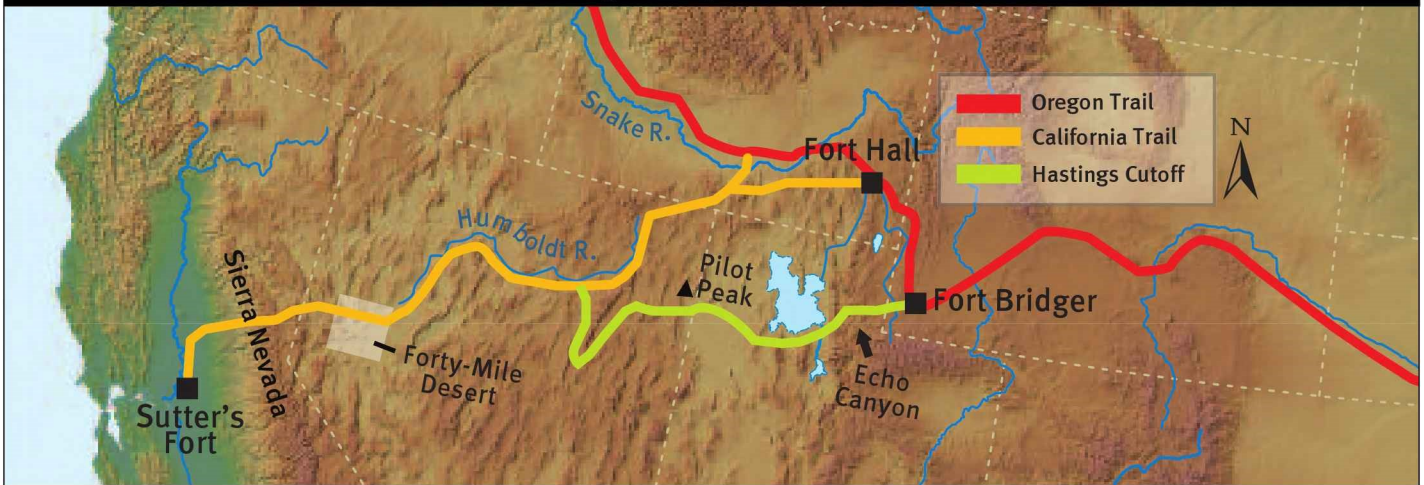 Oregon Trail
California Trail
Hastings Cutoff
N
Snake R.
Fort Hall
Humboldt R.
Pilot
Peak
Fort Bridger
Sierra Nevada
Forty-Mile
Desert
Echo
Canyon
Sutter's
Fort